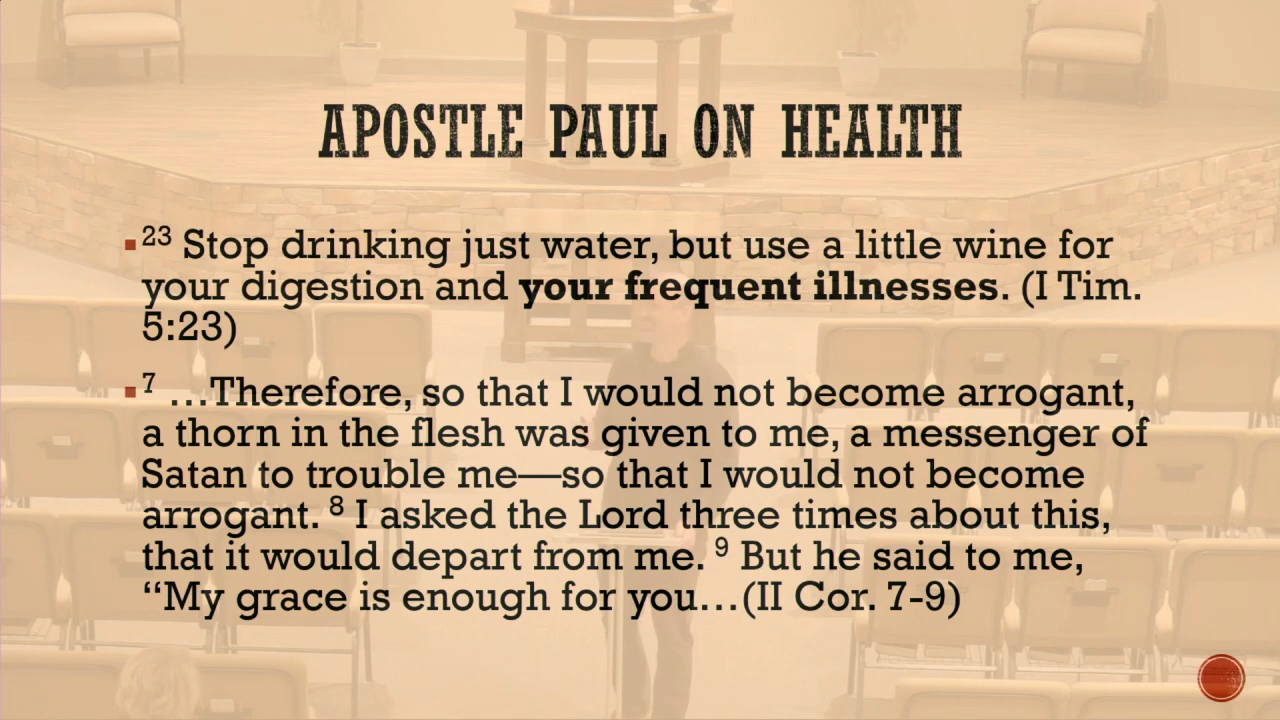 APOSTLE PAUL ON HEALTH
23 Stop drinking just water, but use a little wine for
your digestion and your frequent illnesses. (I Tim.
5:23)
7 …Therefore, so that I would not become arrogant,
a thorn in the flesh was given to me, a messenger of
Satan to trouble me—so that I would not become
arrogant. 8 I asked the Lord three times about this,
that it would depart from me. 9 But he said to me,
“My grace is enough for you…(II Cor. 7-9)